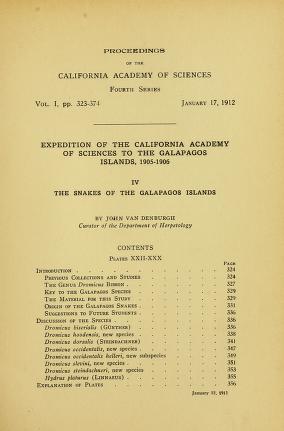 PROCEEDINGS
OF THE
CALIFORNIA ACADEMY OF SCIENCES
FOURTH SERIES
VOL. I, pp. 323-374 JANUARY 17, 1912
EXPEDITION OF THE CALIFORNIA ACADEMY
OF SCIENCES TO THE GALAPAGOS
ISLANDS, 1905-1906
IV
THE SNAKES OF THE GALAPAGOS ISLANDS
BY JOHN VAN DENBURGH
Curator of the Department of Herpetology
CONTENTS
PLATES XXII-XXX
PAGE
INTRODUCTION . . . . . . . . . . 324
PREVIOUS COLLECTIONS AND STUDIES . . . . . . 324
THE GENUS Dromicus BIBRON . . . . . . . 327
KEY TO THE GALAPAGOS SPECIES . . . . . . 329
THE MATERIAL FOR THIS STUDY . . . . . . 329
ORIGIN OF THE GALAPAGOS SNAKES . . . . . . 331
SUGGESTIONS TO FUTURE STUDENTS . . . . . . 336
DISCUSSION OF THE SPECIES . . . . . . . 336
Dromicus biserialis (GÜNTHER) . . . . . . 336
Dromicus hoodensis, new species . . . . . . 338
Dromicus dorsalis (STEINDACHNER) . . . . . . 341
Dromicus occidentalis, new species . . . . . . 347
Dromicus occidentalis helleri, new subspecies . . . . 349
Dromicus slevini, new species . . . . . . 351
Dromicus steindachneri, new species . . . . . 353
Hydrus platurus (LINNAEUS) . . . . . . . 355
EXPLANATION OF PLATES . . . . . . . . 356
January 17, 1912